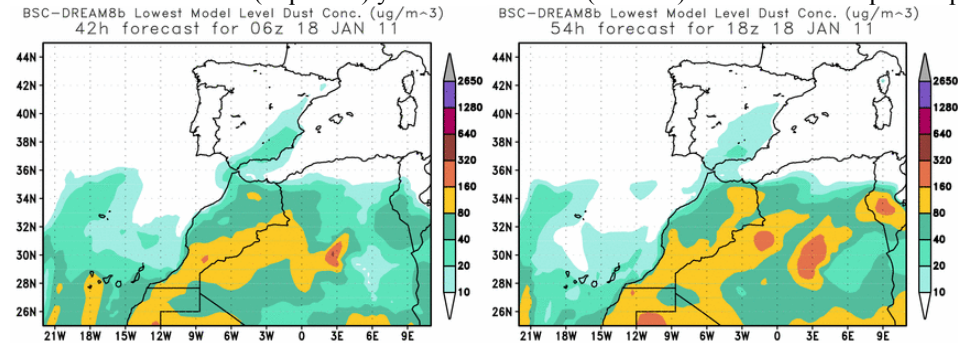 BSC-DREAM8b Lowest Model Level Dust Conc. (ug/m^3)
42h forecast for 06z 18 JAN 11
44N
42N
40N
38N
36N
34N
32N
30N
28N
26N
21W 18W 15W 12W 9W 6W 3W 0 3E 6E 9E
2650
1280
640
320
160
80
40
20
10
BSC-DREAM8b Lowest Model Level Dust Conc. (ug/m^3)
54h forecast for 18z 18 JAN 11
44N
42N
40N
38N
36N
34N
32N
30N
28N
26N
21W 18W 15W 12W 9W 6W 3W 0 3E 6E 9E
2650
1280
640
320
160
80
40
20
10